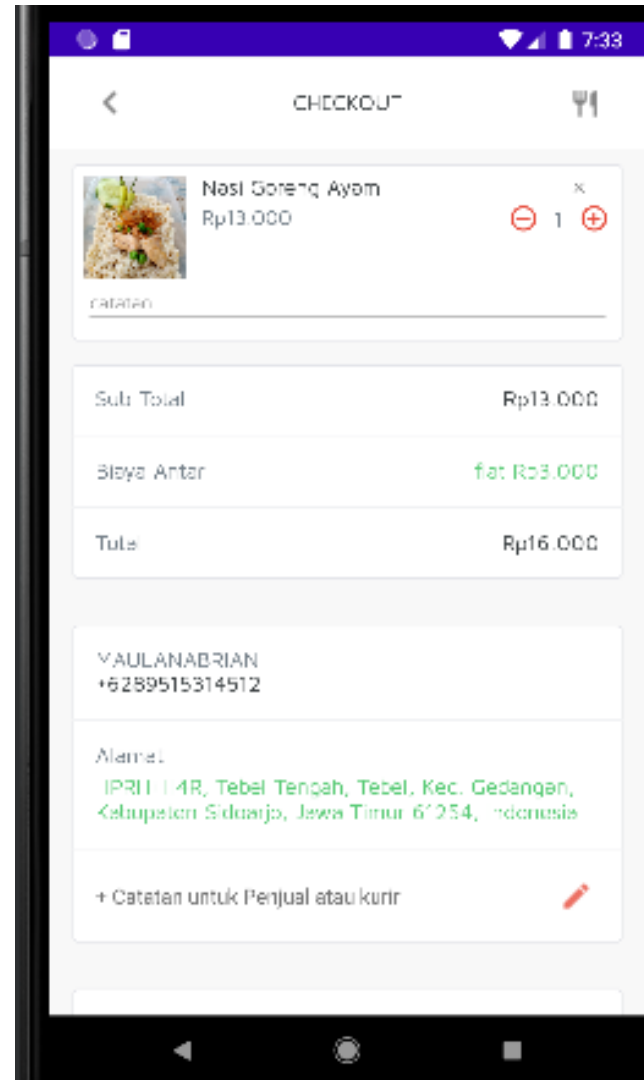 7:33
CHECKOUT
Nasi Goreng Ayam
×
Rp13.000
1
catatan
Sub Total
Rp13.000
Biaya Antar
flat Rp3.000
Total
Rp16.000
MAULANABRIAN
+6289515314512
Alamat
4R, Tebel Tengah, Tebel, Kec. Gedangan,
Kabupaten Sidoarjo, Jawa Timur 61254, Indonesia
+ Catatan untuk Penjual atau kurir